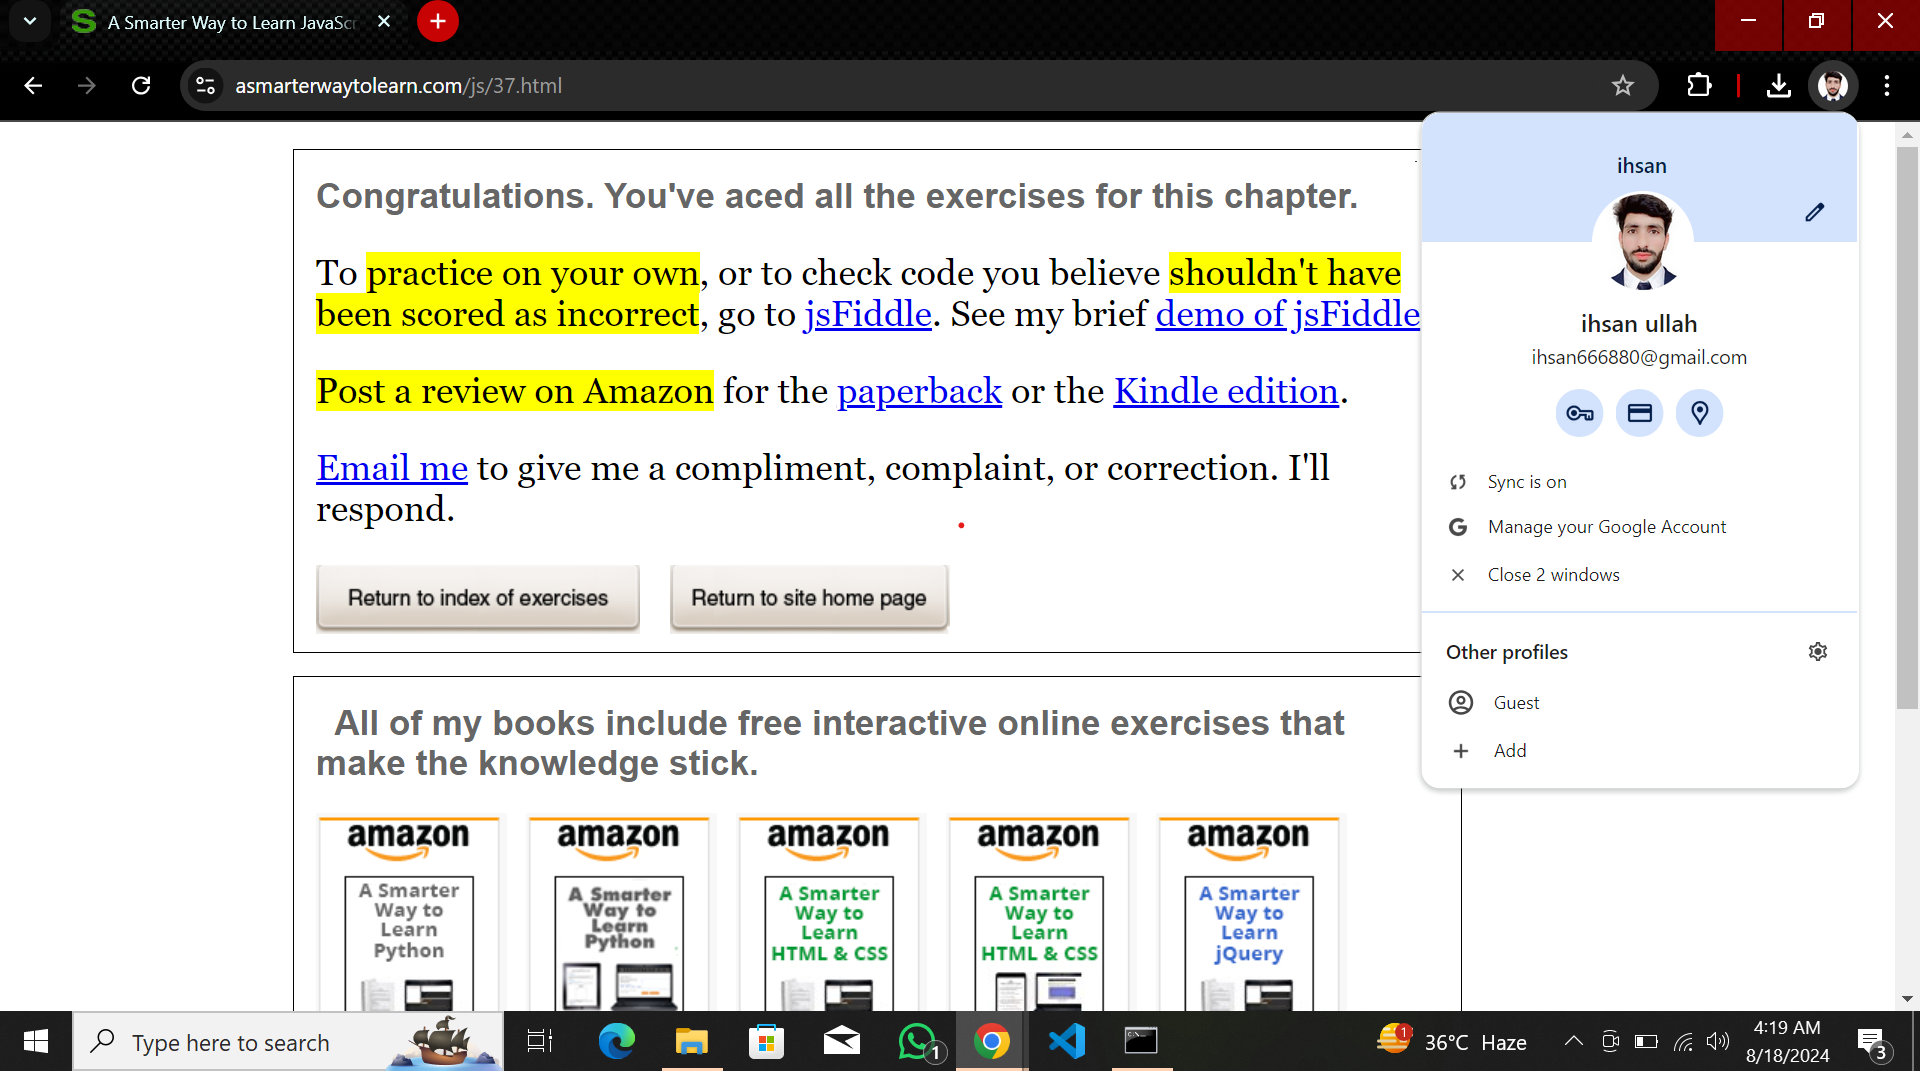 A Smarter Way to Learn JavaScr
asmarterwaytolearn.com/js/37.html
Congratulations. You've aced all the exercises for this chapter.
To practice on your own, or to check code you believe shouldn't have
been scored as incorrect, go to jsFiddle. See my brief demo of jsFiddle
Post a review on Amazon for the paperback or the Kindle edition.
Email me to give me a compliment, complaint, or correction. I'll
respond.
Return to index of exercises
Return to site home page
All of my books include free interactive online exercises that
make the knowledge stick.
amazon
A Smarter
Way to
Learn
Python
amazon
A Smarter
Way to
Learn
Python
amazon
A Smarter
Way to
Learn
HTML & CSS
amazon
A Smarter
Way to
Learn
HTML & CSS
amazon
A Smarter
Way to
Learn
jQuery
ihsan
ihsan ullah
ihsan666880@gmail.com
Sync is on
Manage your Google Account
Close 2 windows
Other profiles
Guest
Add
Type here to search
1
1
36°C Haze
4:19 AM
8/18/2024
3